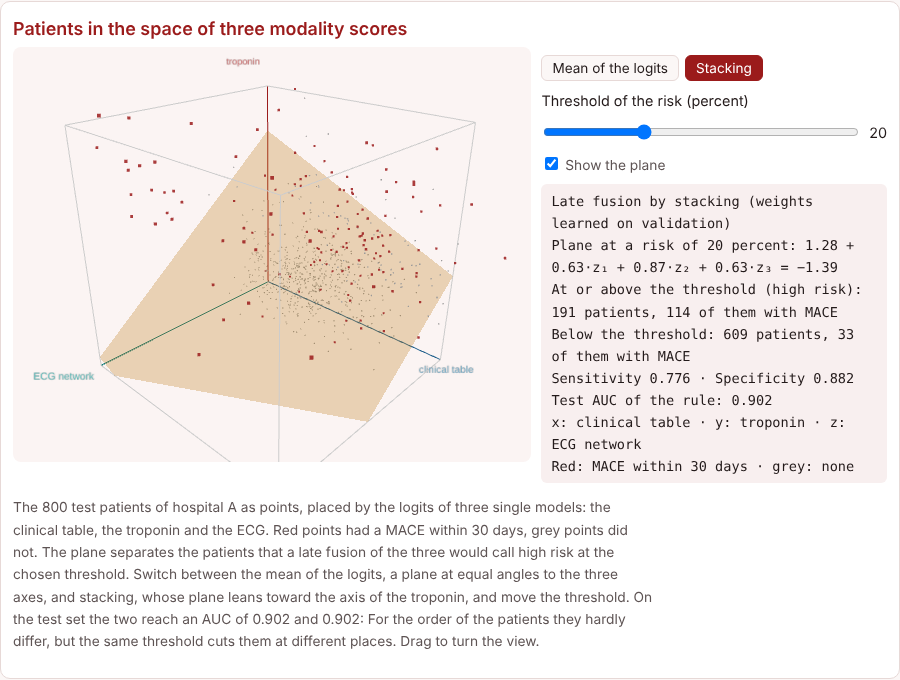 Patients in the space of three modality scores
troponin
ECG network
clinical table
Mean of the logits
Stacking
Threshold of the risk (percent)
20
Show the plane
Late fusion by stacking (weights
learned on validation)
Plane at a risk of 20 percent: 1.28 +
0.63·z₁ + 0.87·z₂ + 0.63·z₃ = −1.39
At or above the threshold (high risk):
191 patients, 114 of them with MACE
Below the threshold: 609 patients, 33
of them with MACE
Sensitivity 0.776 · Specificity 0.882
Test AUC of the rule: 0.902
x: clinical table · y: troponin · z:
ECG network
Red: MACE within 30 days · grey: none
The 800 test patients of hospital A as points, placed by the logits of three single models: the
clinical table, the troponin and the ECG. Red points had a MACE within 30 days, grey points did
not. The plane separates the patients that a late fusion of the three would call high risk at the
chosen threshold. Switch between the mean of the logits, a plane at equal angles to the three
axes, and stacking, whose plane leans toward the axis of the troponin, and move the threshold. On
the test set the two reach an AUC of 0.902 and 0.902: For the order of the patients they hardly
differ, but the same threshold cuts them at different places. Drag to turn the view.